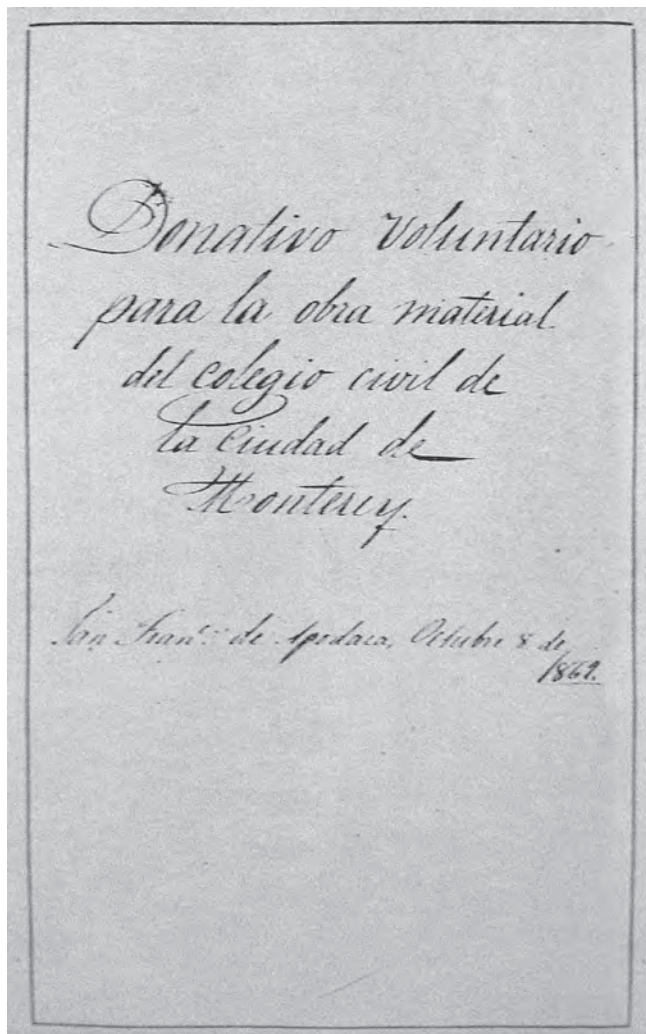 Donativo voluntario
para la obra material
del colegio civil de
la Ciudad de
Monterey.
San Fran.co de Apodaca, Octubre 8 de
1869.